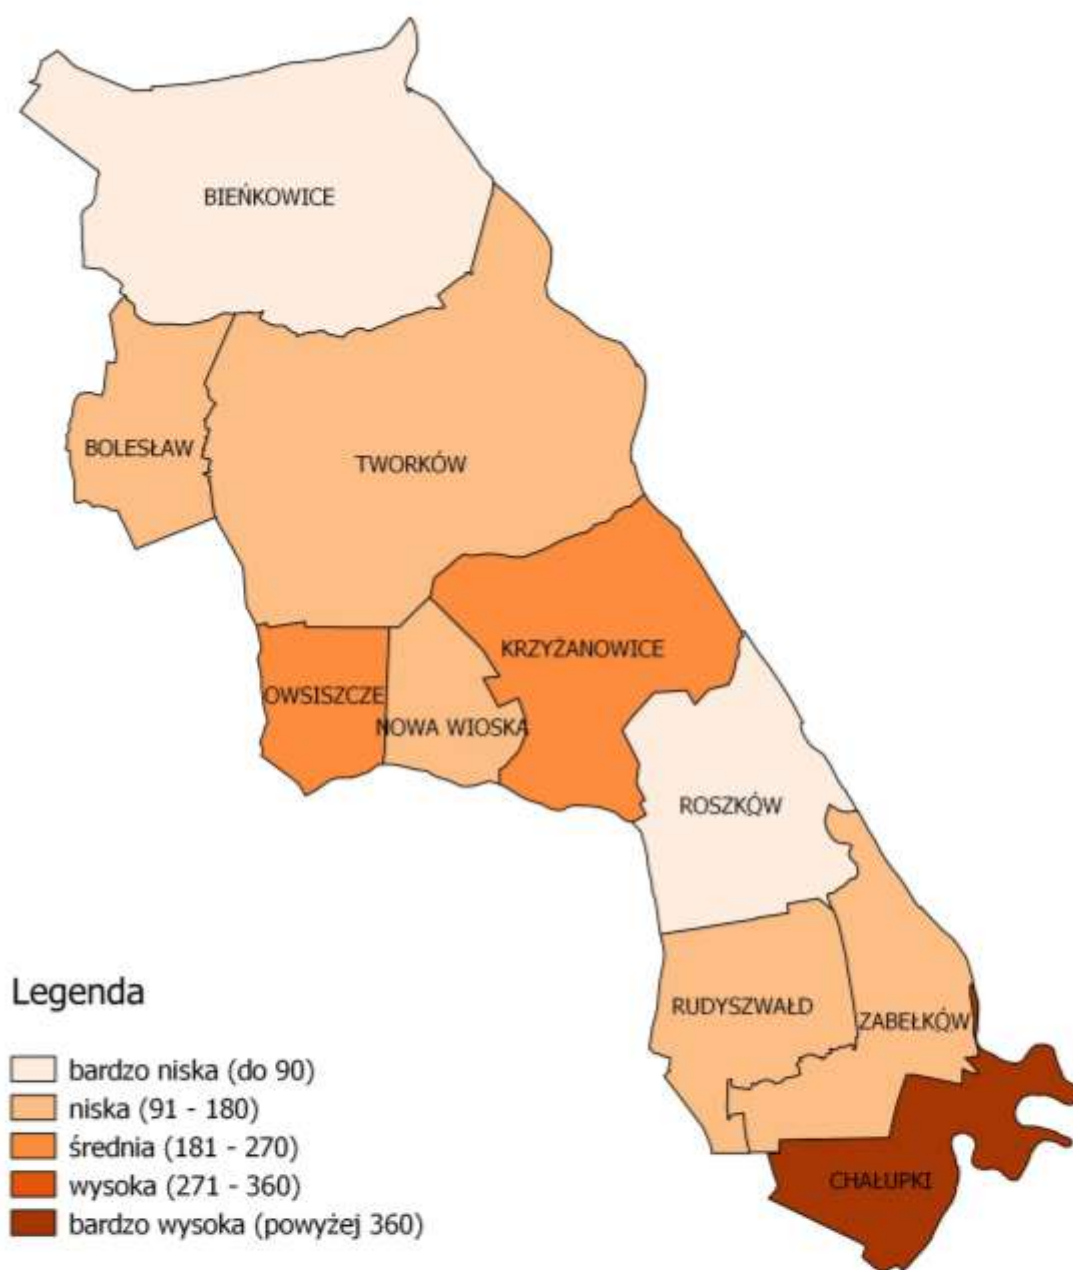 BIEŃKOWICE
BOLESŁAW
TWORKÓW
KRZYŻANOWICE
OWSISZCZE
NOWA WIOSKA
ROSZKÓW
RUDYSZWAŁD
ZABEŁKÓW
CHAŁUPKI
Legenda
bardzo niska (do 90)
niska (91 - 180)
średnia (181 - 270)
wysoka (271 - 360)
bardzo wysoka (powyżej 360)